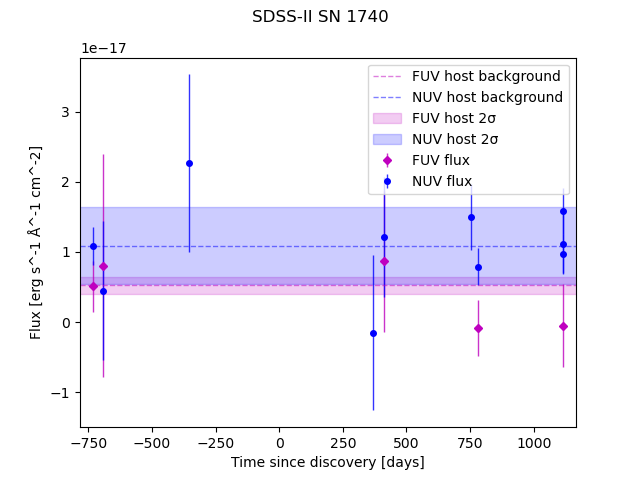 SDSS-II SN 1740
1e−17
FUV host background
NUV host background
FUV host 2σ
NUV host 2σ
FUV flux
NUV flux
3
2
1
0
−1
Flux [erg s^-1 Å^-1 cm^-2]
−750 −500 −250 0 250 500 750 1000
Time since discovery [days]